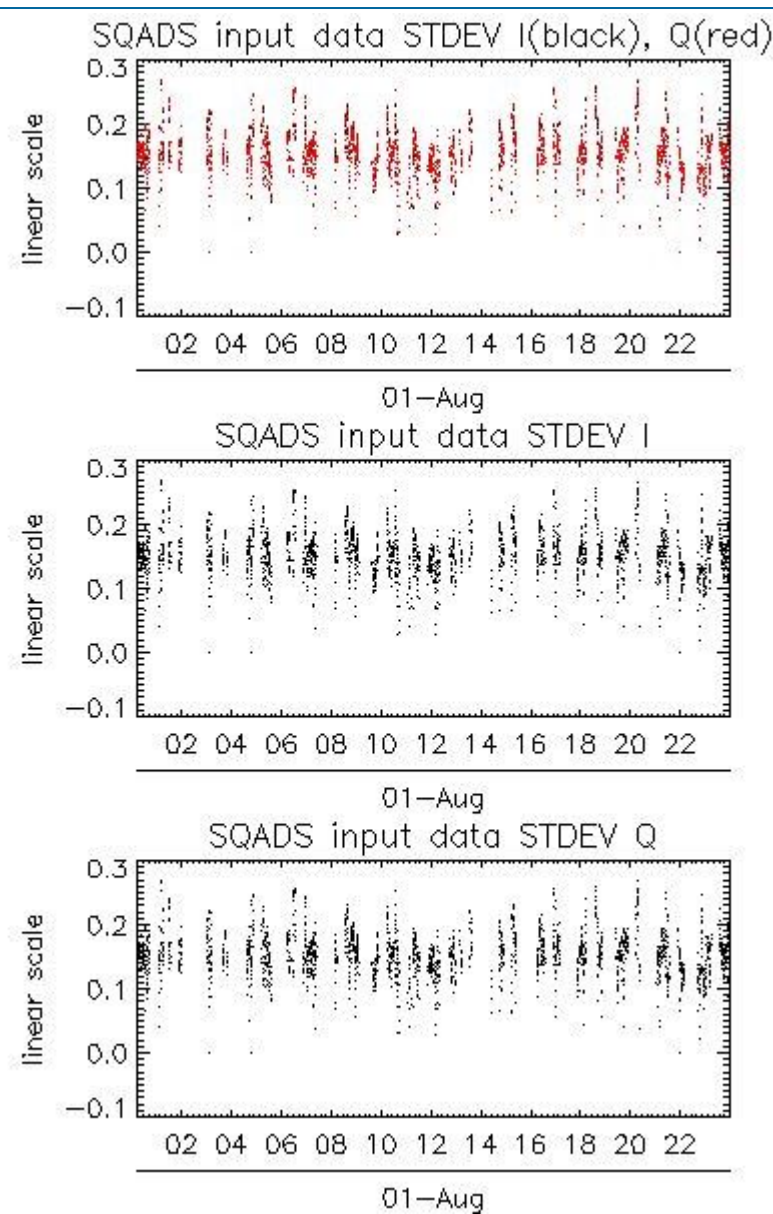 SQADS input data STDEV I(black), Q(red)
linear scale
0.3
0.2
0.1
0.0
−0.1
02 04 06 08 10 12 14 16 18 20 22
01−Aug
SQADS input data STDEV I
linear scale
0.3
0.2
0.1
0.0
−0.1
02 04 06 08 10 12 14 16 18 20 22
01−Aug
SQADS input data STDEV Q
linear scale
0.3
0.2
0.1
0.0
−0.1
02 04 06 08 10 12 14 16 18 20 22
01−Aug